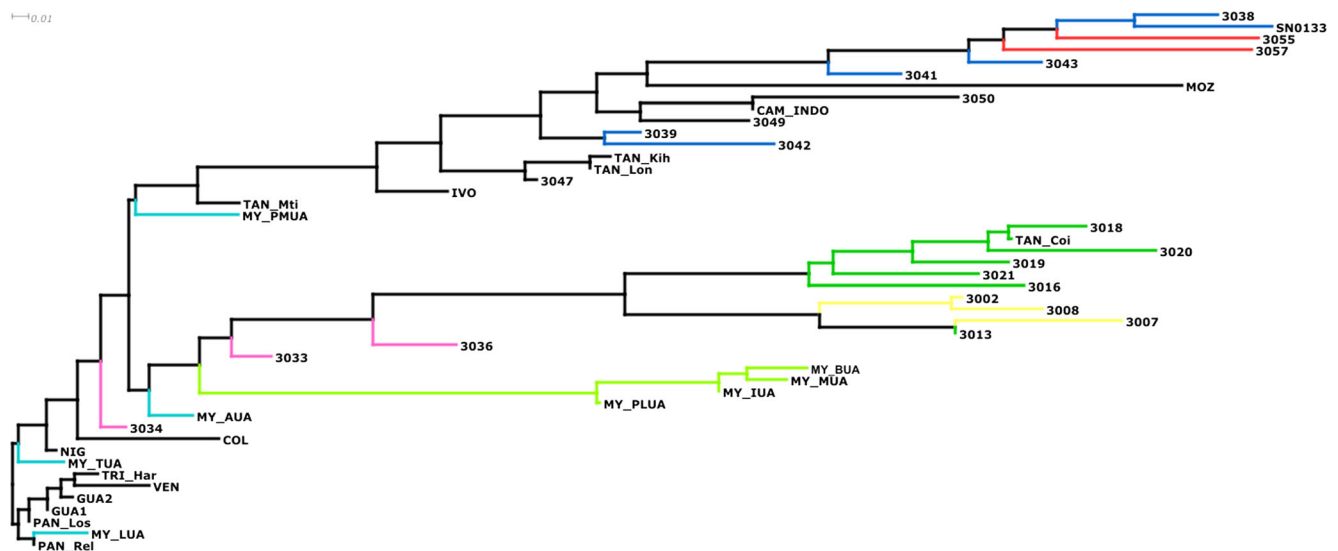 0.01
3038
SN0133
3055
3057
3043
3041
MOZ
3050
CAM_INDO
3049
3039
3042
TAN_Kih
TAN_Lon
3047
IVO
TAN_Mti
MY_PMUA
3018
TAN_Coi
3020
3019
3021
3016
3002
3008
3007
3013
3036
3033
MY_BUA
MY_MUA
MY_IUA
MY_PLUA
MY_AUA
3034
COL
NIG
MY_TUA
TRI_Har
VEN
GUA2
GUA1
PAN_Los
MY_LUA
PAN_Rel